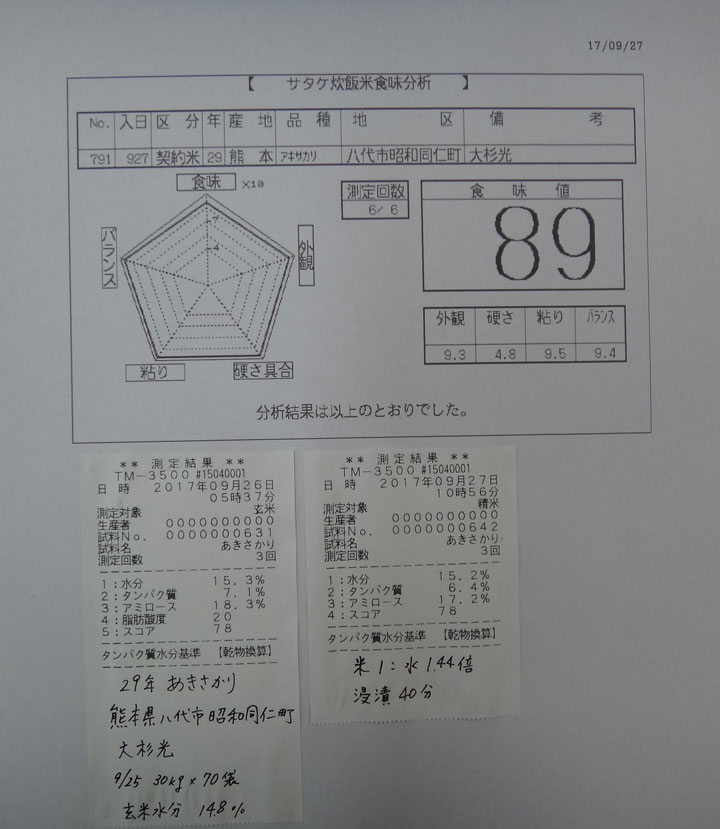 17/09/27
【 サタケ炊飯米食味分析 】
No. 入日 区分 年 産地 品種 地区 備考
791 927 契約米 29 熊本 アキサカリ 八代市昭和同仁町 大杉光
食味 ×10
7
4
バランス
外観
粘り
硬さ具合
測定回数
6/ 6
食味値
89
外観 硬さ 粘り バランス
9.3 4.8 9.5 9.4
分析結果は以上のとおりでした。
** 測定結果 **
TM-3500 #15040001
日 時 2017年09月26日
05時37分
測定対象 玄米
生産者 0000000000
試料No. 0000000631
試料名 あきさかり
測定回数 3回
1:水分 15.3%
2:タンパク質 7.1%
3:アミロース 18.3%
4:脂肪酸度 20
5:スコア 78
タンパク質水分基準 【乾物換算】
29年 あきさかり
熊本県八代市昭和同仁町
大杉光
9/25 30kg×70袋
玄米水分 14.8%
** 測定結果 **
TM-3500 #15040001
日 時 2017年09月27日
10時56分
測定対象 精米
生産者 0000000000
試料No. 0000000642
試料名 あきさかり
測定回数 3回
1:水分 15.2%
2:タンパク質 6.4%
3:アミロース 17.2%
4:スコア 78
タンパク質水分基準 【乾物換算】
米1:水1.44倍
浸漬40分